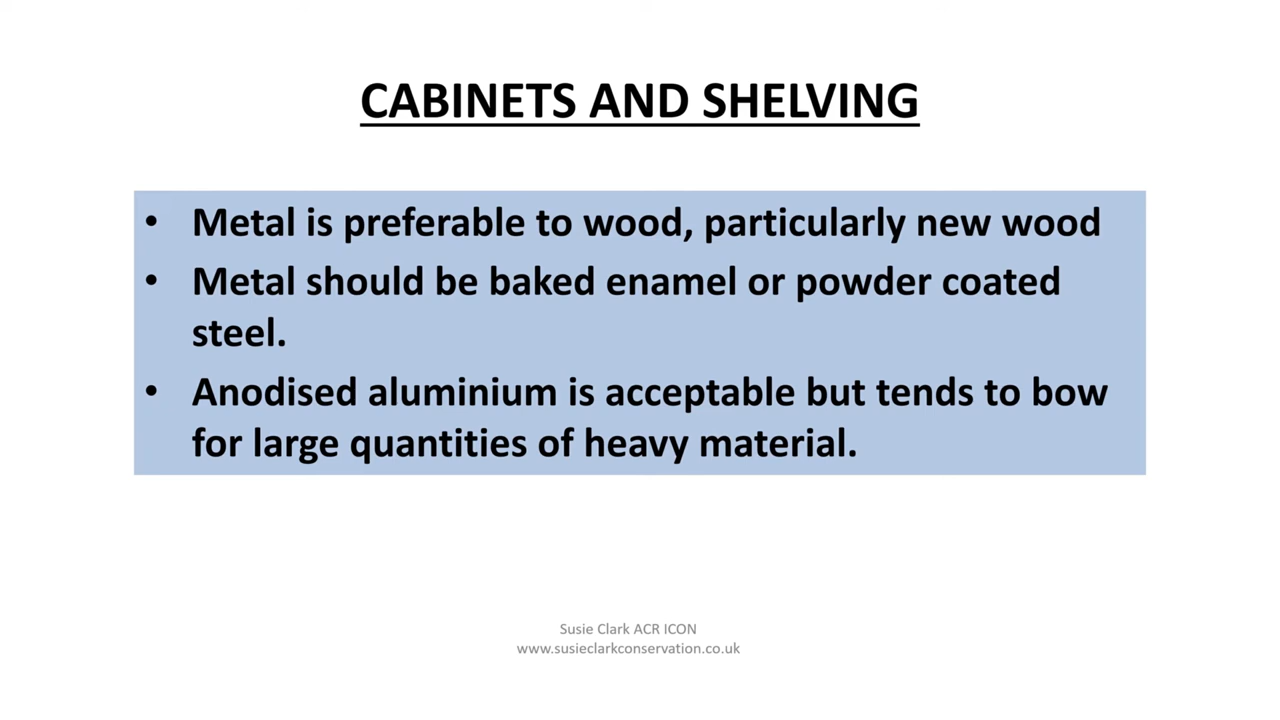 CABINETS AND SHELVING
• Metal is preferable to wood, particularly new wood
• Metal should be baked enamel or powder coated
steel.
• Anodised aluminium is acceptable but tends to bow
for large quantities of heavy material.
Susie Clark ACR ICON
www.susieclarkconservation.co.uk